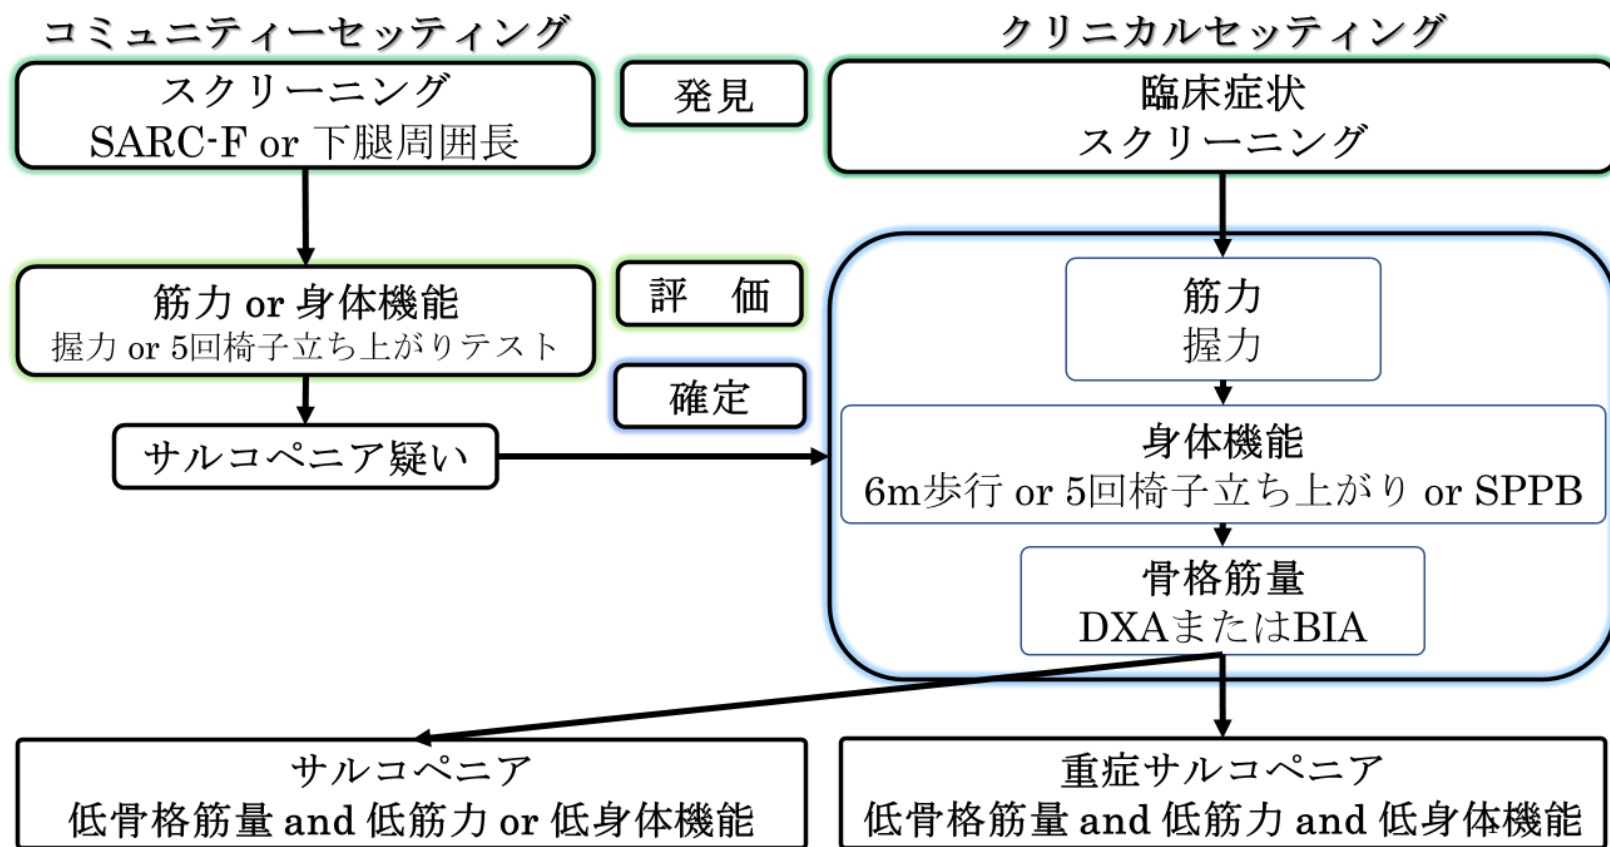 コミュニティーセッティング
スクリーニング
SARC-F or 下腿周囲長
筋力 or 身体機能
握力 or 5回椅子立ち上がりテスト
サルコペニア疑い
発見
評　価
確定
クリニカルセッティング
臨床症状
スクリーニング
筋力
握力
身体機能
6m歩行 or 5回椅子立ち上がり or SPPB
骨格筋量
DXAまたはBIA
サルコペニア
低骨格筋量 and 低筋力 or 低身体機能
重症サルコペニア
低骨格筋量 and 低筋力 and 低身体機能